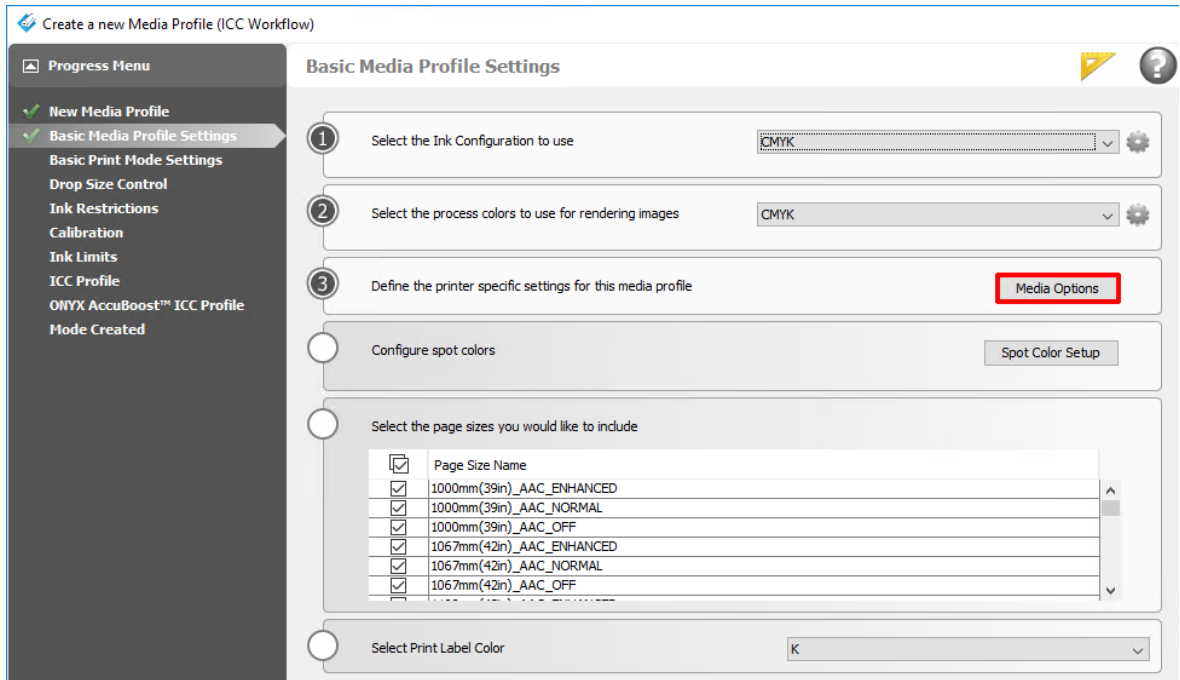 Create a new Media Profile (ICC Workflow)
Progress Menu
New Media Profile
Basic Media Profile Settings
Basic Print Mode Settings
Drop Size Control
Ink Restrictions
Calibration
Ink Limits
ICC Profile
ONYX AccuBoost™ ICC Profile
Mode Created
Basic Media Profile Settings
?
1 Select the Ink Configuration to use CMYK
2 Select the process colors to use for rendering images CMYK
3 Define the printer specific settings for this media profile Media Options
Configure spot colors Spot Color Setup
Select the page sizes you would like to include
Page Size Name
1000mm(39in)_AAC_ENHANCED
1000mm(39in)_AAC_NORMAL
1000mm(39in)_AAC_OFF
1067mm(42in)_AAC_ENHANCED
1067mm(42in)_AAC_NORMAL
1067mm(42in)_AAC_OFF
Select Print Label Color K